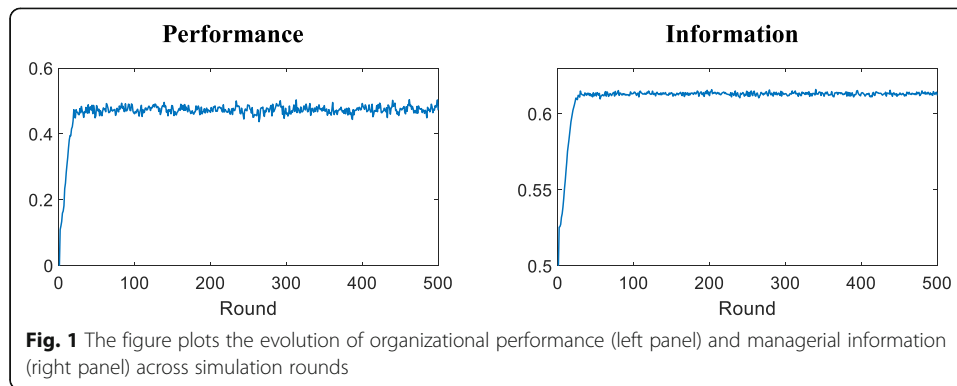 Performance
0.6
0.4
0.2
0
0 100 200 300 400 500
Round
Information
0.6
0.55
0.5
0 100 200 300 400 500
Round
Fig. 1 The figure plots the evolution of organizational performance (left panel) and managerial information
(right panel) across simulation rounds